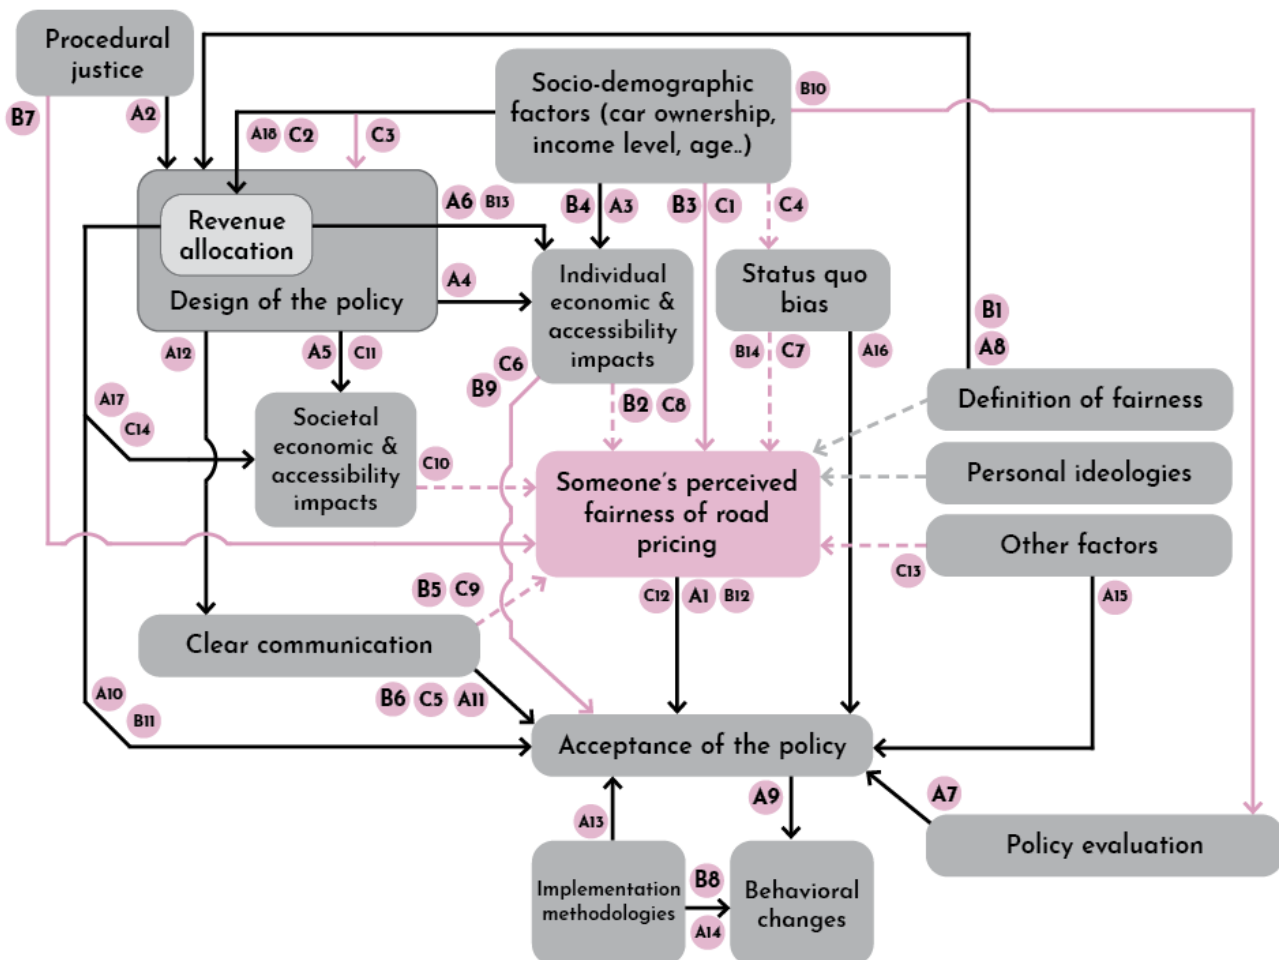 Procedural
justice
B7
A2
Socio-demographic
factors (car ownership,
income level, age..)
B10
A18 C2
C3
Revenue
allocation
Design of the policy
A6 B13
B4 A3
B3 C1
C4
A4
Individual
economic &
accessibility
impacts
Status quo
bias
B1
A8
A12
A5 C11
B9 C6
B2 C8
B14 C7
A16
A17
C14
Societal
economic &
accessibility
impacts
C10
Someone's perceived
fairness of road
pricing
Definition of fairness
Personal ideologies
Other factors
C13
A15
B5 C9
C12 A1 B12
Clear communication
B6 C5 A11
A10
B11
Acceptance of the policy
A13
A9
A7
Policy evaluation
Implementation
methodologies
B8
A14
Behavioral
changes